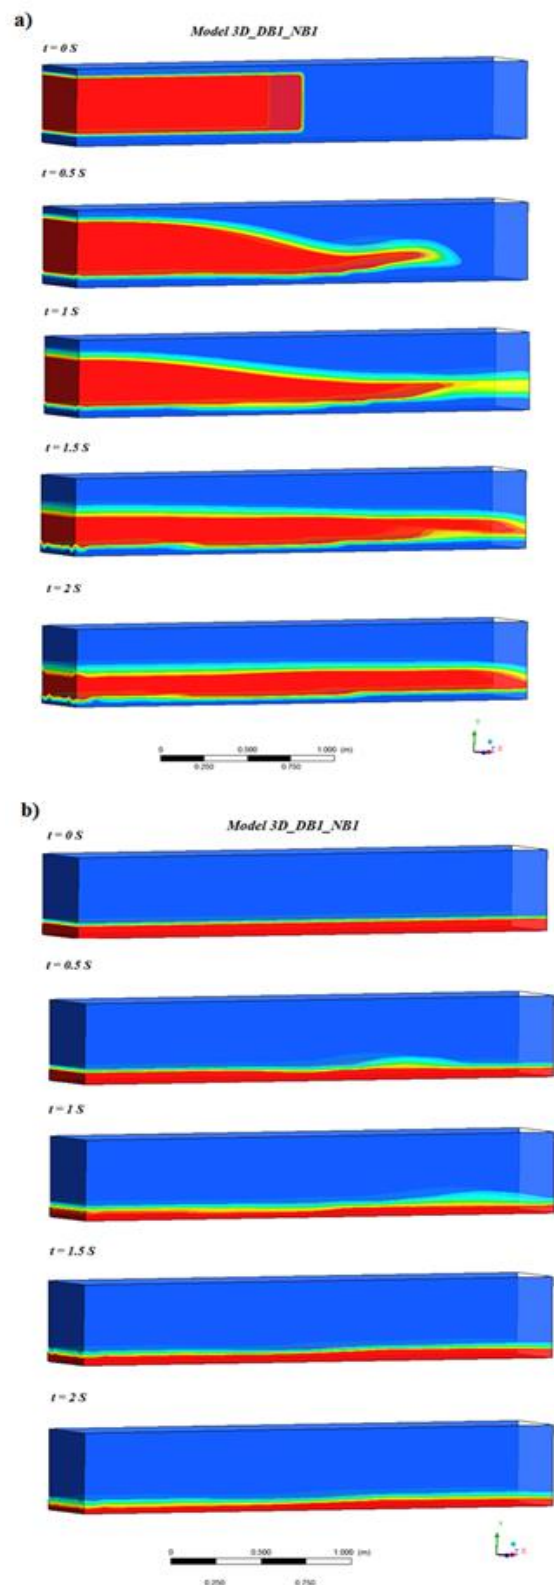 a)
Model 3D_DB1_NB1
t = 0 S
t = 0.5 S
t = 1 S
t = 1.5 S
t = 2 S
0 0.500 1.000 (m)
0.250 0.750
Y
X
b)
Model 3D_DB1_NB1
t = 0 S
t = 0.5 S
t = 1 S
t = 1.5 S
t = 2 S
0 0.500 1.000 (m)
0.250 0.750
Y
X